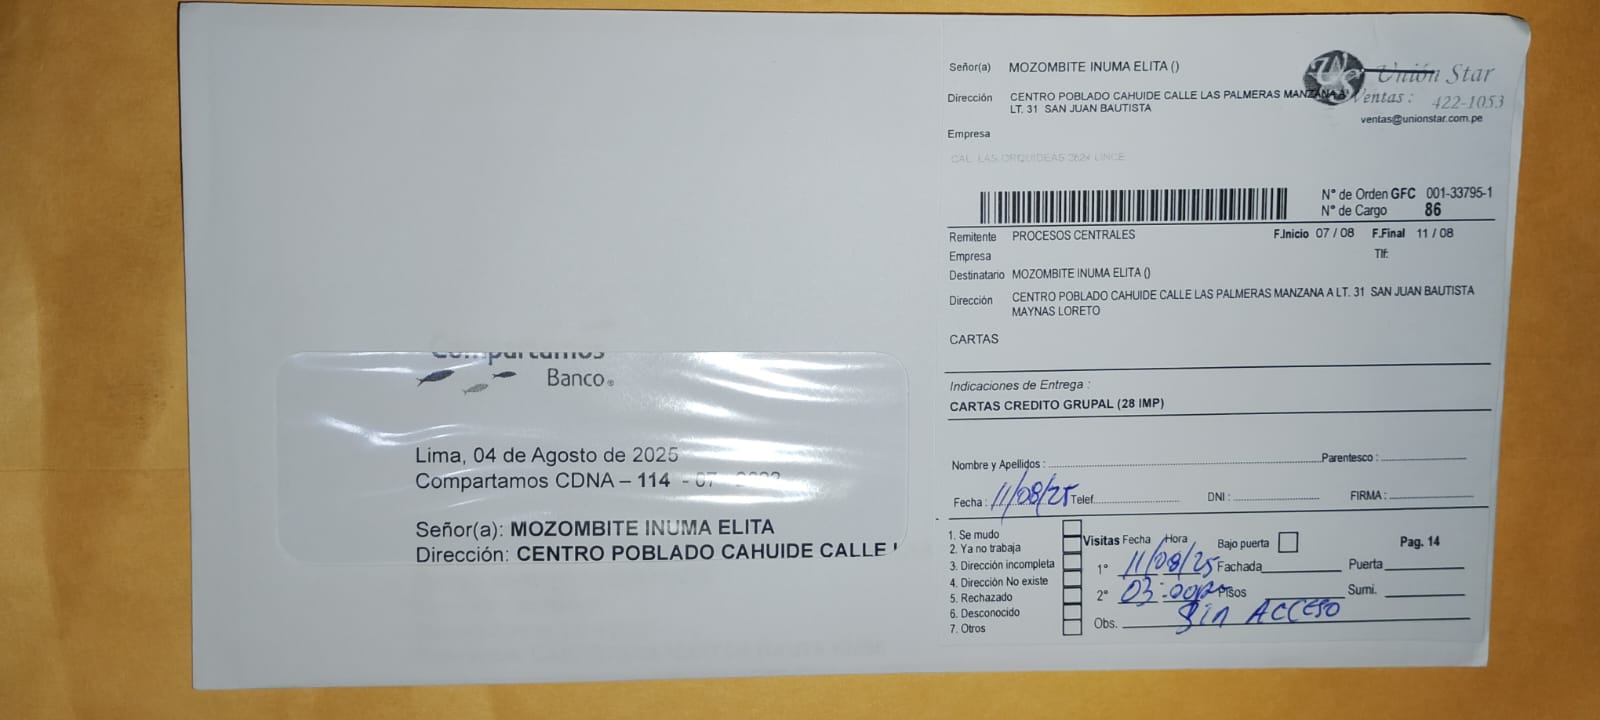 Compartamos
Banco
Lima, 04 de Agosto de 2025
Compartamos CDNA – 114 - 07
Señor(a): MOZOMBITE INUMA ELITA
Dirección: CENTRO POBLADO CAHUIDE CALLE
Señor(a) MOZOMBITE INUMA ELITA ()
Dirección CENTRO POBLADO CAHUIDE CALLE LAS PALMERAS MANZANA A
LT. 31 SAN JUAN BAUTISTA
Empresa
CAL. LAS ORQUIDEAS 2624 LINCE
Unión Star
Ventas : 422-1053
ventas@unionstar.com.pe
N° de Orden GFC 001-33795-1
N° de Cargo 86
Remitente PROCESOS CENTRALES F.Inicio 07 / 08 F.Final 11 / 08
Empresa Tlf:
Destinatario MOZOMBITE INUMA ELITA ()
Dirección CENTRO POBLADO CAHUIDE CALLE LAS PALMERAS MANZANA A LT. 31 SAN JUAN BAUTISTA
MAYNAS LORETO
CARTAS
Indicaciones de Entrega :
CARTAS CREDITO GRUPAL (28 IMP)
Nombre y Apellidos : Parentesco :
Fecha : 11/08/25 Telef. DNI : FIRMA :
1. Se mudo
2. Ya no trabaja
3. Dirección incompleta
4. Dirección No existe
5. Rechazado
6. Desconocido
7. Otros
Visitas Fecha Hora Bajo puerta Pag. 14
1° 11/08/25 Fachada Puerta
2° 03:00 Pisos Sumi.
Obs. Sin ACCESO